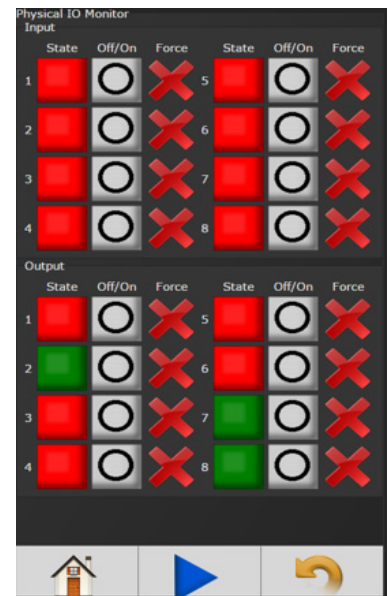 Physical IO Monitor
Input
State Off/On Force State Off/On Force
1 5
2 6
3 7
4 8
Output
State Off/On Force State Off/On Force
1 5
2 6
3 7
4 8